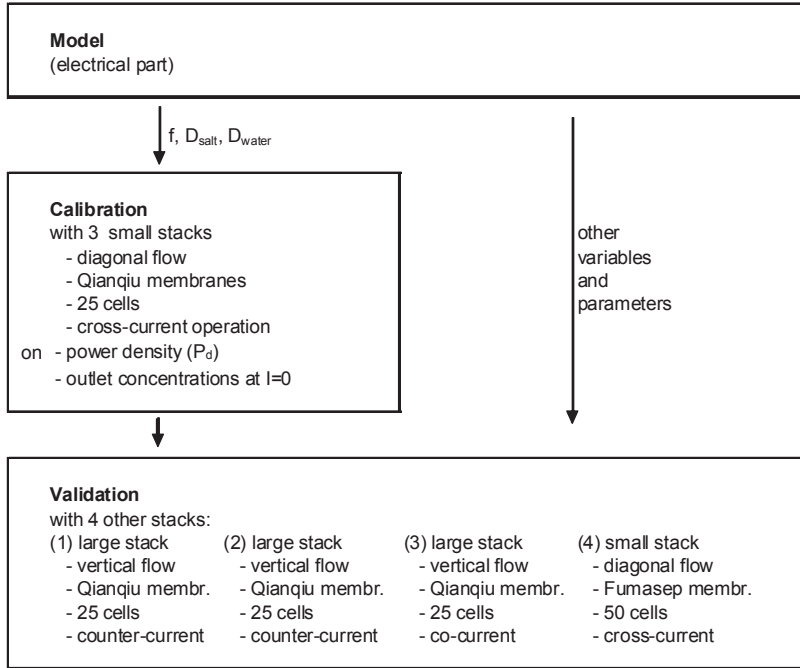 Model
(electrical part)
f, Dsalt, Dwater
Calibration
with 3 small stacks
- diagonal flow
- Qianqiu membranes
- 25 cells
- cross-current operation
on - power density (Pd)
- outlet concentrations at I=0
other
variables
and
parameters
Validation
with 4 other stacks:
(1) large stack (2) large stack (3) large stack (4) small stack
- vertical flow - vertical flow - vertical flow - diagonal flow
- Qianqiu membr. - Qianqiu membr. - Qianqiu membr. - Fumasep membr.
- 25 cells - 25 cells - 25 cells - 50 cells
- counter-current - counter-current - co-current - cross-current